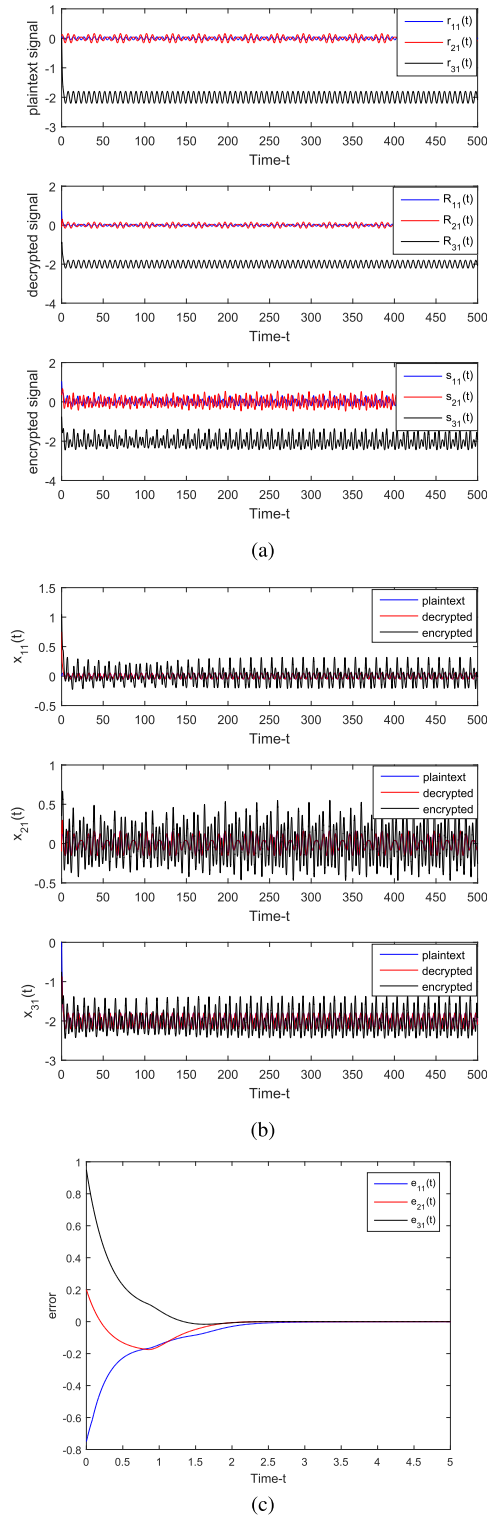 1
0
-1
-2
-3
plaintext signal
r11(t)
r21(t)
r31(t)
0 50 100 150 200 250 300 350 400 450 500
Time-t
2
0
-2
-4
decrypted signal
R11(t)
R21(t)
R31(t)
0 50 100 150 200 250 300 350 400 450 500
Time-t
2
0
-2
-4
encrypted signal
s11(t)
s21(t)
s31(t)
0 50 100 150 200 250 300 350 400 450 500
Time-t
(a)
1.5
1
0.5
0
-0.5
x11(t)
plaintext
decrypted
encrypted
0 50 100 150 200 250 300 350 400 450 500
Time-t
1
0.5
0
-0.5
x21(t)
plaintext
decrypted
encrypted
0 50 100 150 200 250 300 350 400 450 500
Time-t
0
-1
-2
-3
x31(t)
plaintext
decrypted
encrypted
0 50 100 150 200 250 300 350 400 450 500
Time-t
(b)
1
0.8
0.6
0.4
0.2
0
-0.2
-0.4
-0.6
-0.8
error
e11(t)
e21(t)
e31(t)
0 0.5 1 1.5 2 2.5 3 3.5 4 4.5 5
Time-t
(c)